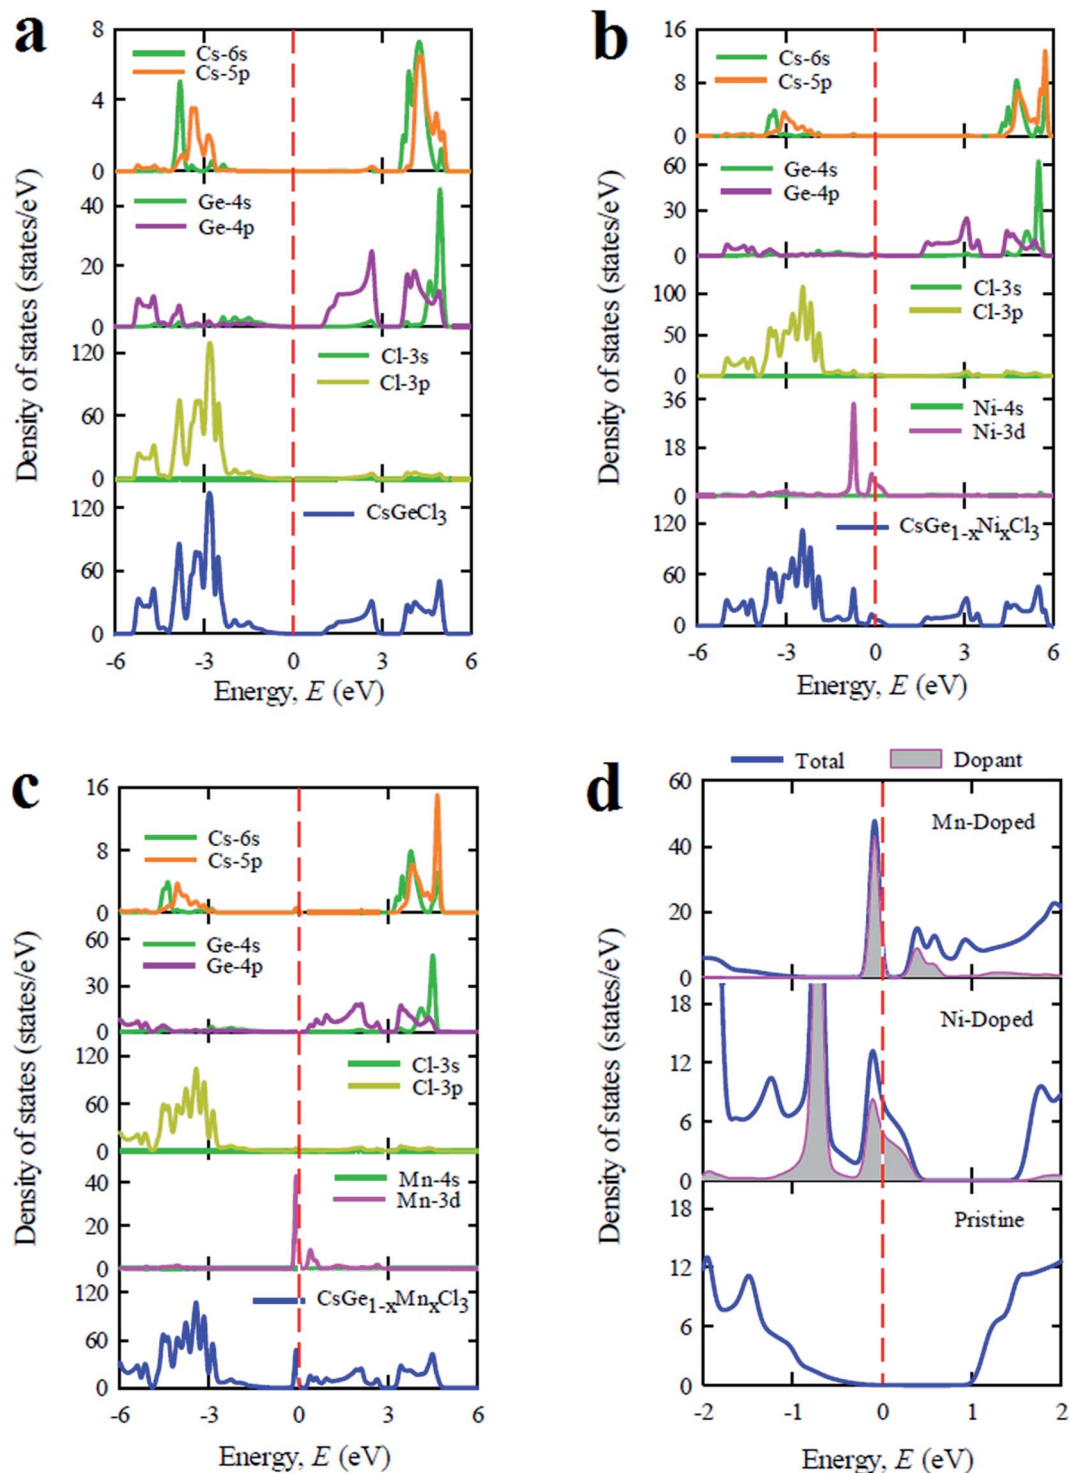 a
Density of states (states/eV)
8
4
0
Cs-6s
Cs-5p
40
20
0
Ge-4s
Ge-4p
120
60
0
Cl-3s
Cl-3p
120
60
0
CsGeCl3
-6 -3 0 3 6
Energy, E (eV)
b
Density of states (states/eV)
16
8
0
Cs-6s
Cs-5p
60
30
0
Ge-4s
Ge-4p
100
50
0
Cl-3s
Cl-3p
36
18
0
Ni-4s
Ni-3d
120
60
0
CsGe1-xNixCl3
-6 -3 0 3 6
Energy, E (eV)
c
Density of states (states/eV)
16
8
0
Cs-6s
Cs-5p
60
30
0
Ge-4s
Ge-4p
120
60
0
Cl-3s
Cl-3p
40
20
0
Mn-4s
Mn-3d
120
60
0
CsGe1-xMnxCl3
-6 -3 0 3 6
Energy, E (eV)
d
Total Dopant
Density of states (states/eV)
60
40
20
0
Mn-Doped
18
12
6
0
Ni-Doped
18
12
6
0
Pristine
-2 -1 0 1 2
Energy, E (eV)